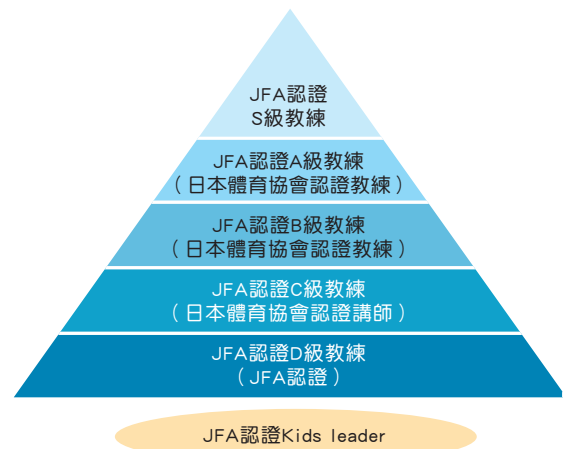 JFA認證
S級教練
JFA認證A級教練
（日本體育協會認證教練）
JFA認證B級教練
（日本體育協會認證教練）
JFA認證C級教練
（日本體育協會認證講師）
JFA認證D級教練
（JFA認證）
JFA認證Kids leader